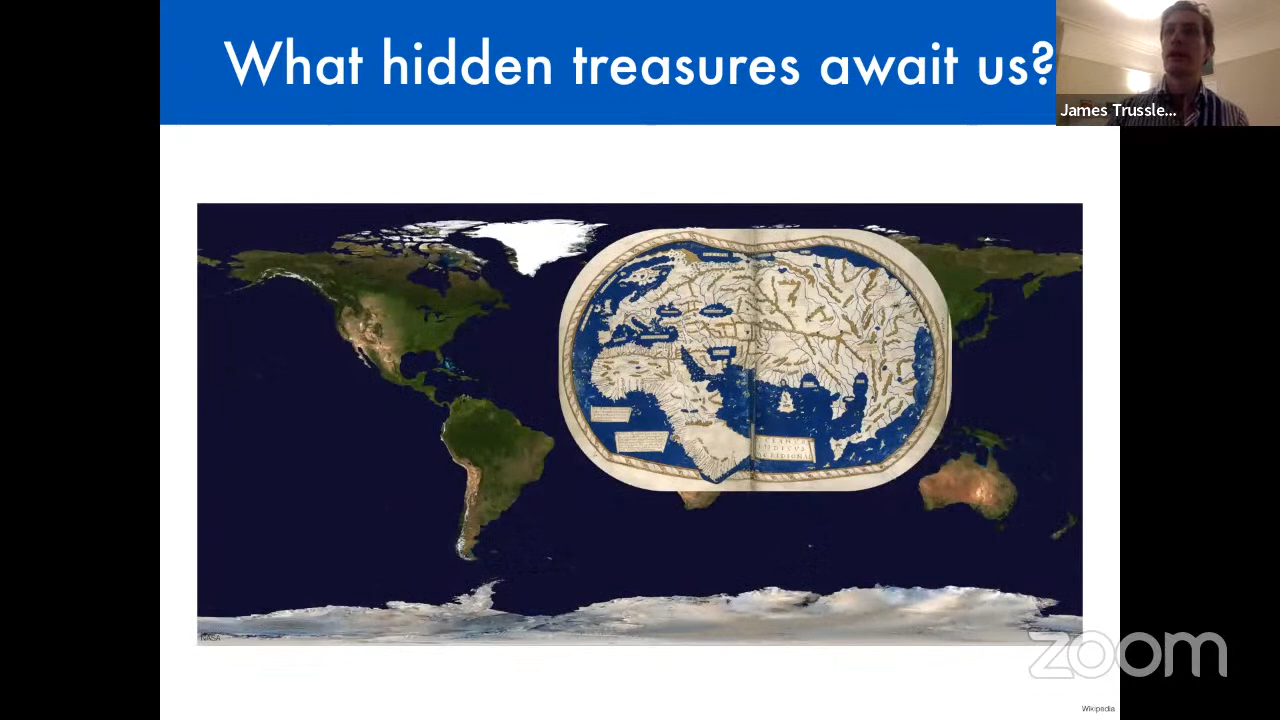 What hidden treasures await us?
James Trussle...
NASA
zoom
Wikipedia